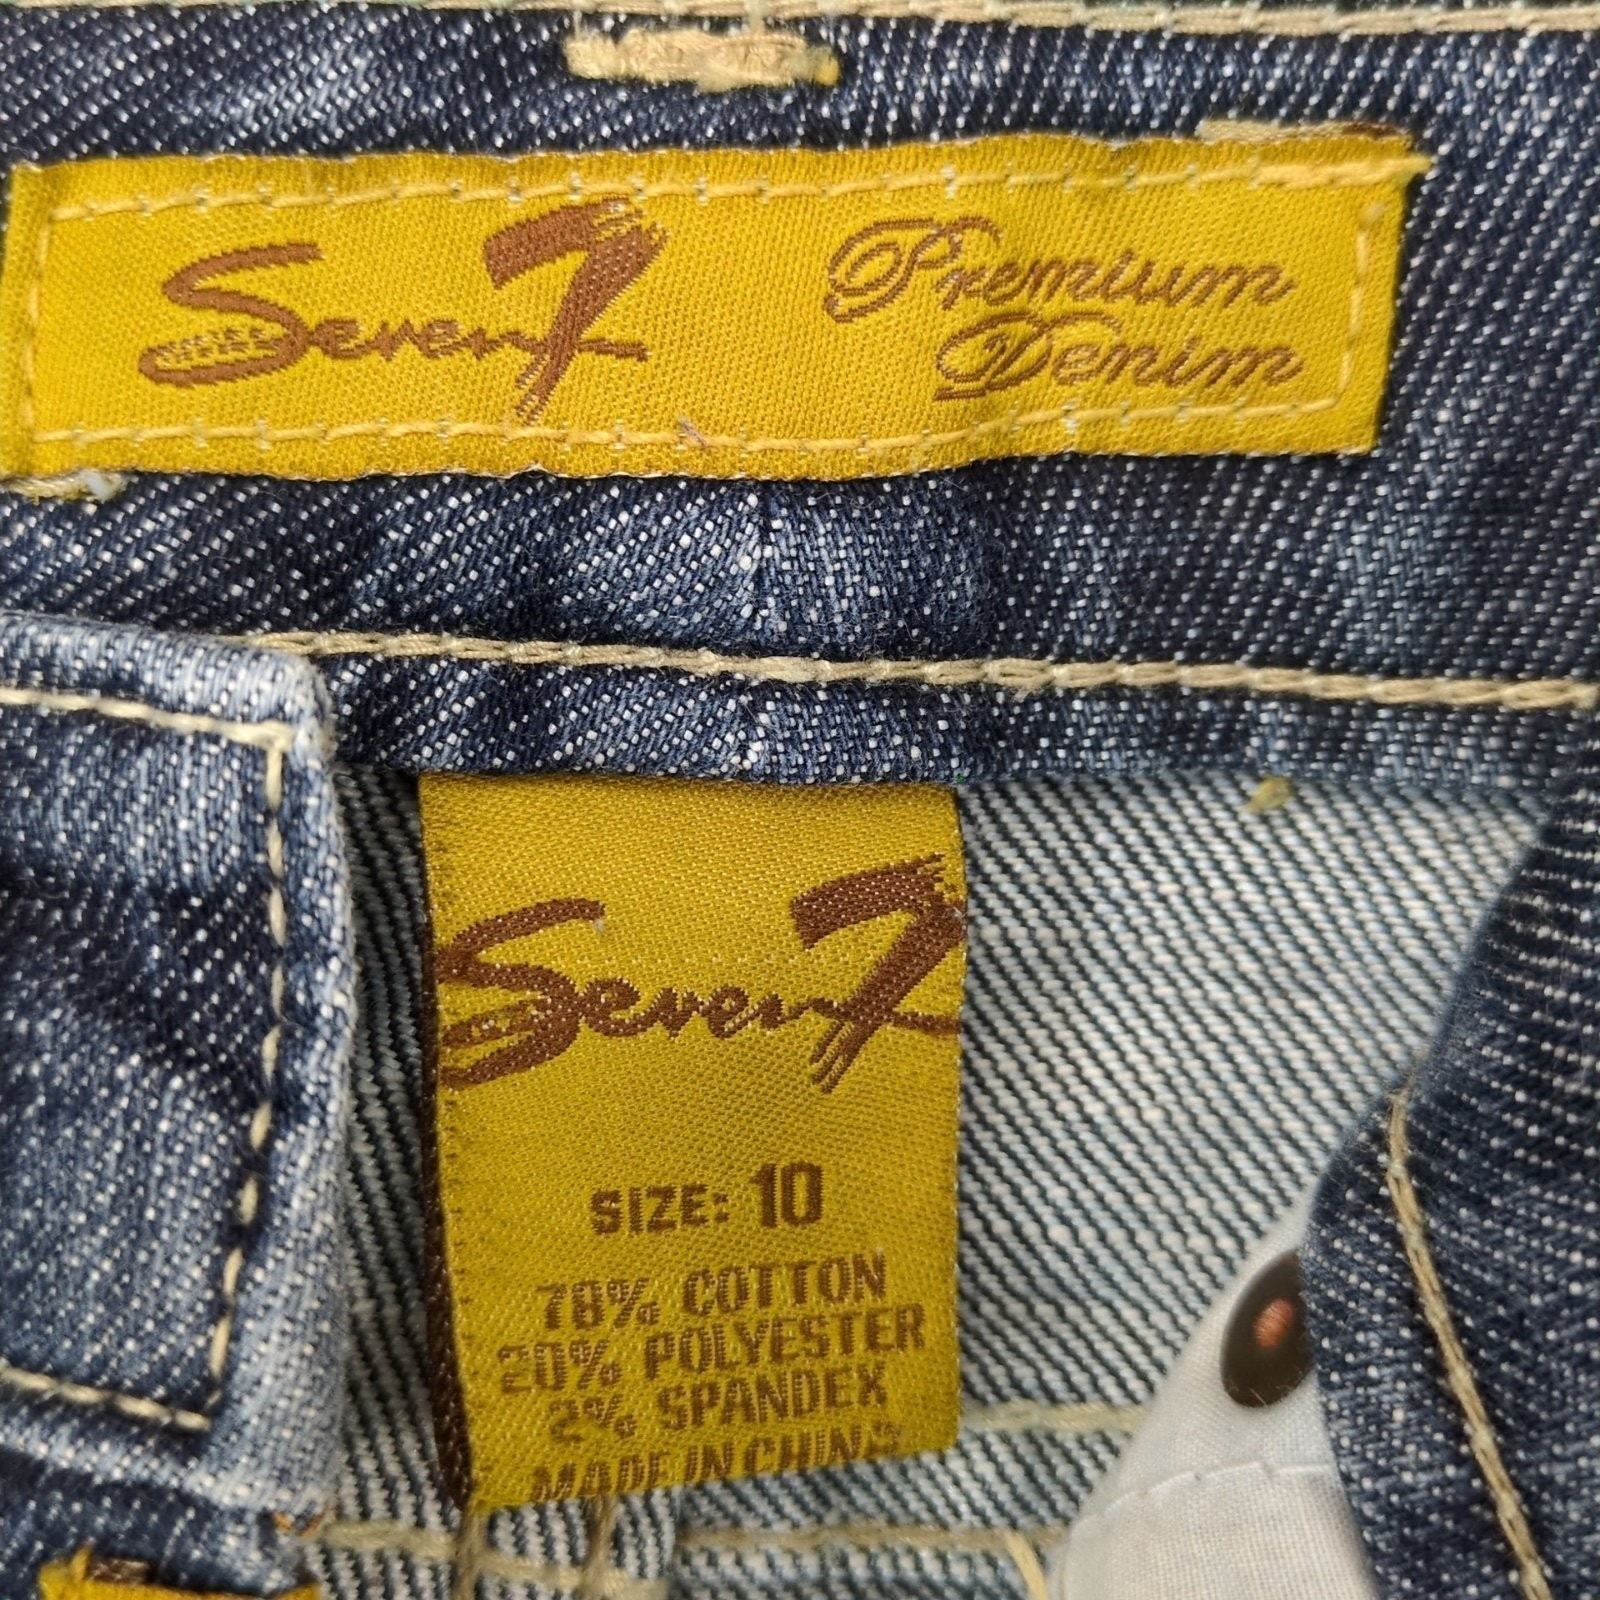 Seven7
Premium
Denim
Seven7
SIZE: 10
78% COTTON
20% POLYESTER
2% SPANDEX
MADE IN CHINA